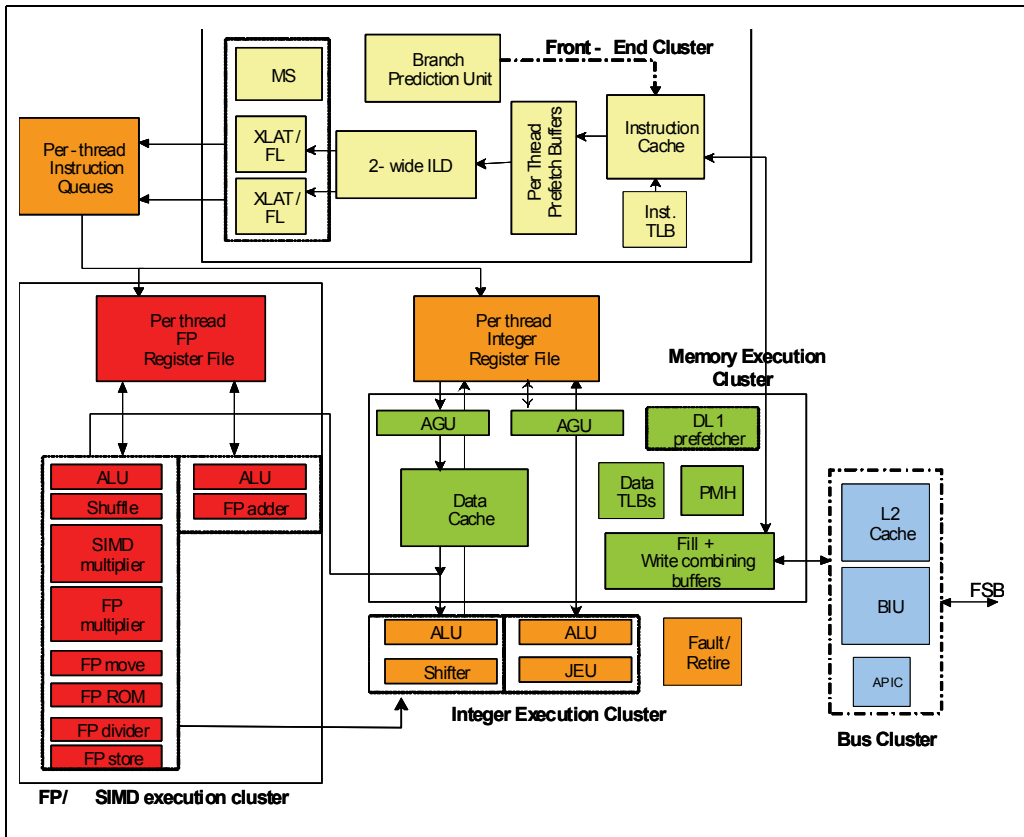 Front - End Cluster
MS
Branch
Prediction Unit
XLAT /
FL
XLAT /
FL
2- wide ILD
Per Thread
Prefetch Buffers
Instruction
Cache
Inst.
TLB
Per - thread
Instruction
Queues
Per thread
FP
Register File
Per thread
Integer
Register File
Memory Execution
Cluster
AGU
AGU
DL1
prefetcher
Data
Cache
Data
TLBs
PMH
Fill +
Write combining
buffers
ALU
Shuffle
SIMD
multiplier
FP
multiplier
FP move
FP ROM
FP divider
FP store
ALU
FP adder
ALU
Shifter
ALU
JEU
Fault /
Retire
Integer Execution Cluster
L2
Cache
BIU
APIC
FSB
Bus Cluster
FP/ SIMD execution cluster